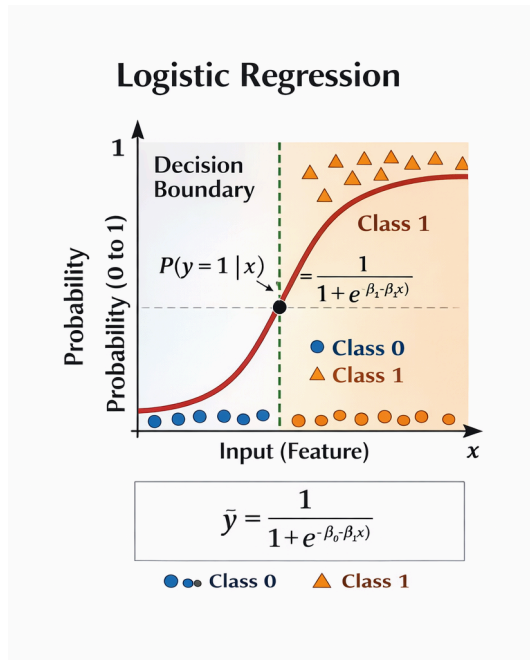 Logistic Regression
1
Decision
Boundary
Class 1
P(y = 1 | x) = 1 / 1 + e^-β₁-β₁x)
Class 0
Class 1
Probability
Probability (0 to 1)
Input (Feature)
x
ȳ = 1 / 1 + e^-β₀-β₁x)
Class 0
Class 1